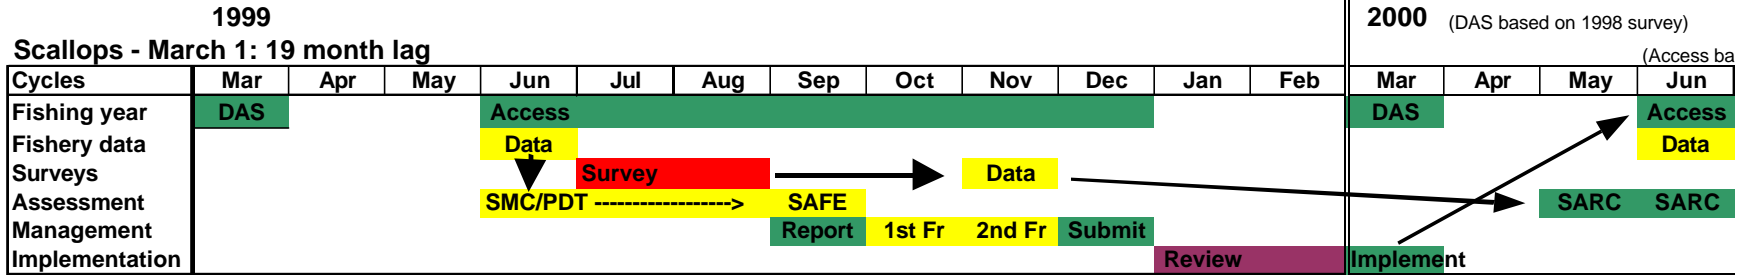 1999 2000 (DAS based on 1998 survey)
Scallops - March 1: 19 month lag (Access ba
Cycles Mar Apr May Jun Jul Aug Sep Oct Nov Dec Jan Feb Mar Apr May Jun
Fishing year DAS Access DAS Access
Fishery data Data Data
Surveys Survey Data
Assessment SMC/PDT ------------------> SAFE SARC SARC
Management Report 1st Fr 2nd Fr Submit
Implementation Review Implement